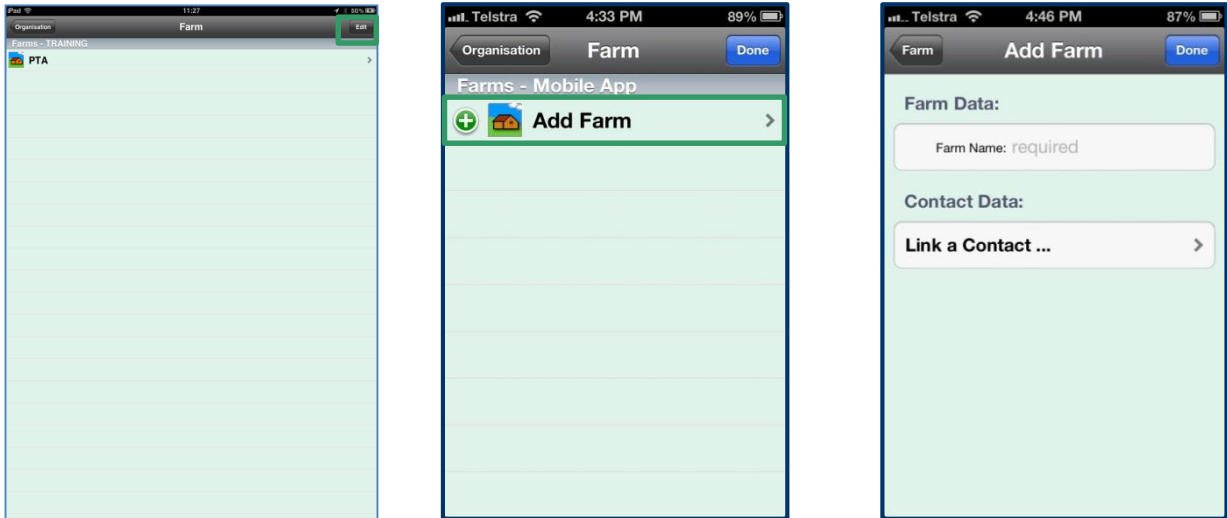 iPad 11:27 50%
Organisation Farm Edit
Farms - TRAINING
PTA
Telstra 4:33 PM 89%
Organisation Farm Done
Farms - Mobile App
Add Farm
Telstra 4:46 PM 87%
Farm Add Farm Done
Farm Data:
Farm Name: required
Contact Data:
Link a Contact ...